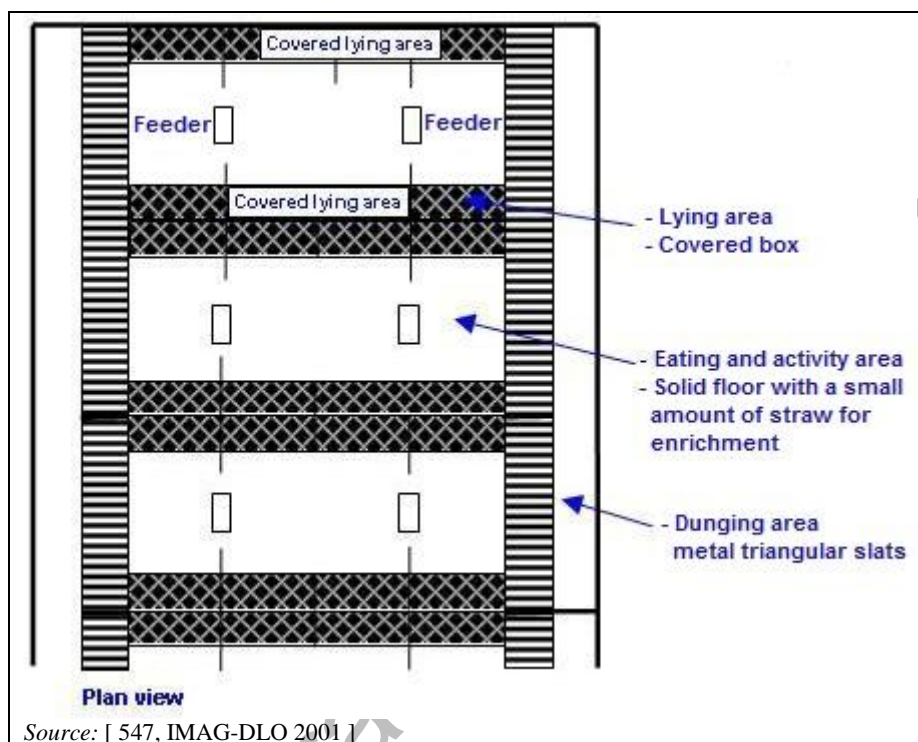 Covered lying area
Feeder Feeder
Covered lying area
- Lying area
- Covered box
- Eating and activity area
- Solid floor with a small
amount of straw for
enrichment
- Dunging area
metal triangular slats
Plan view
Source: [ 547, IMAG-DLO 2001 ]